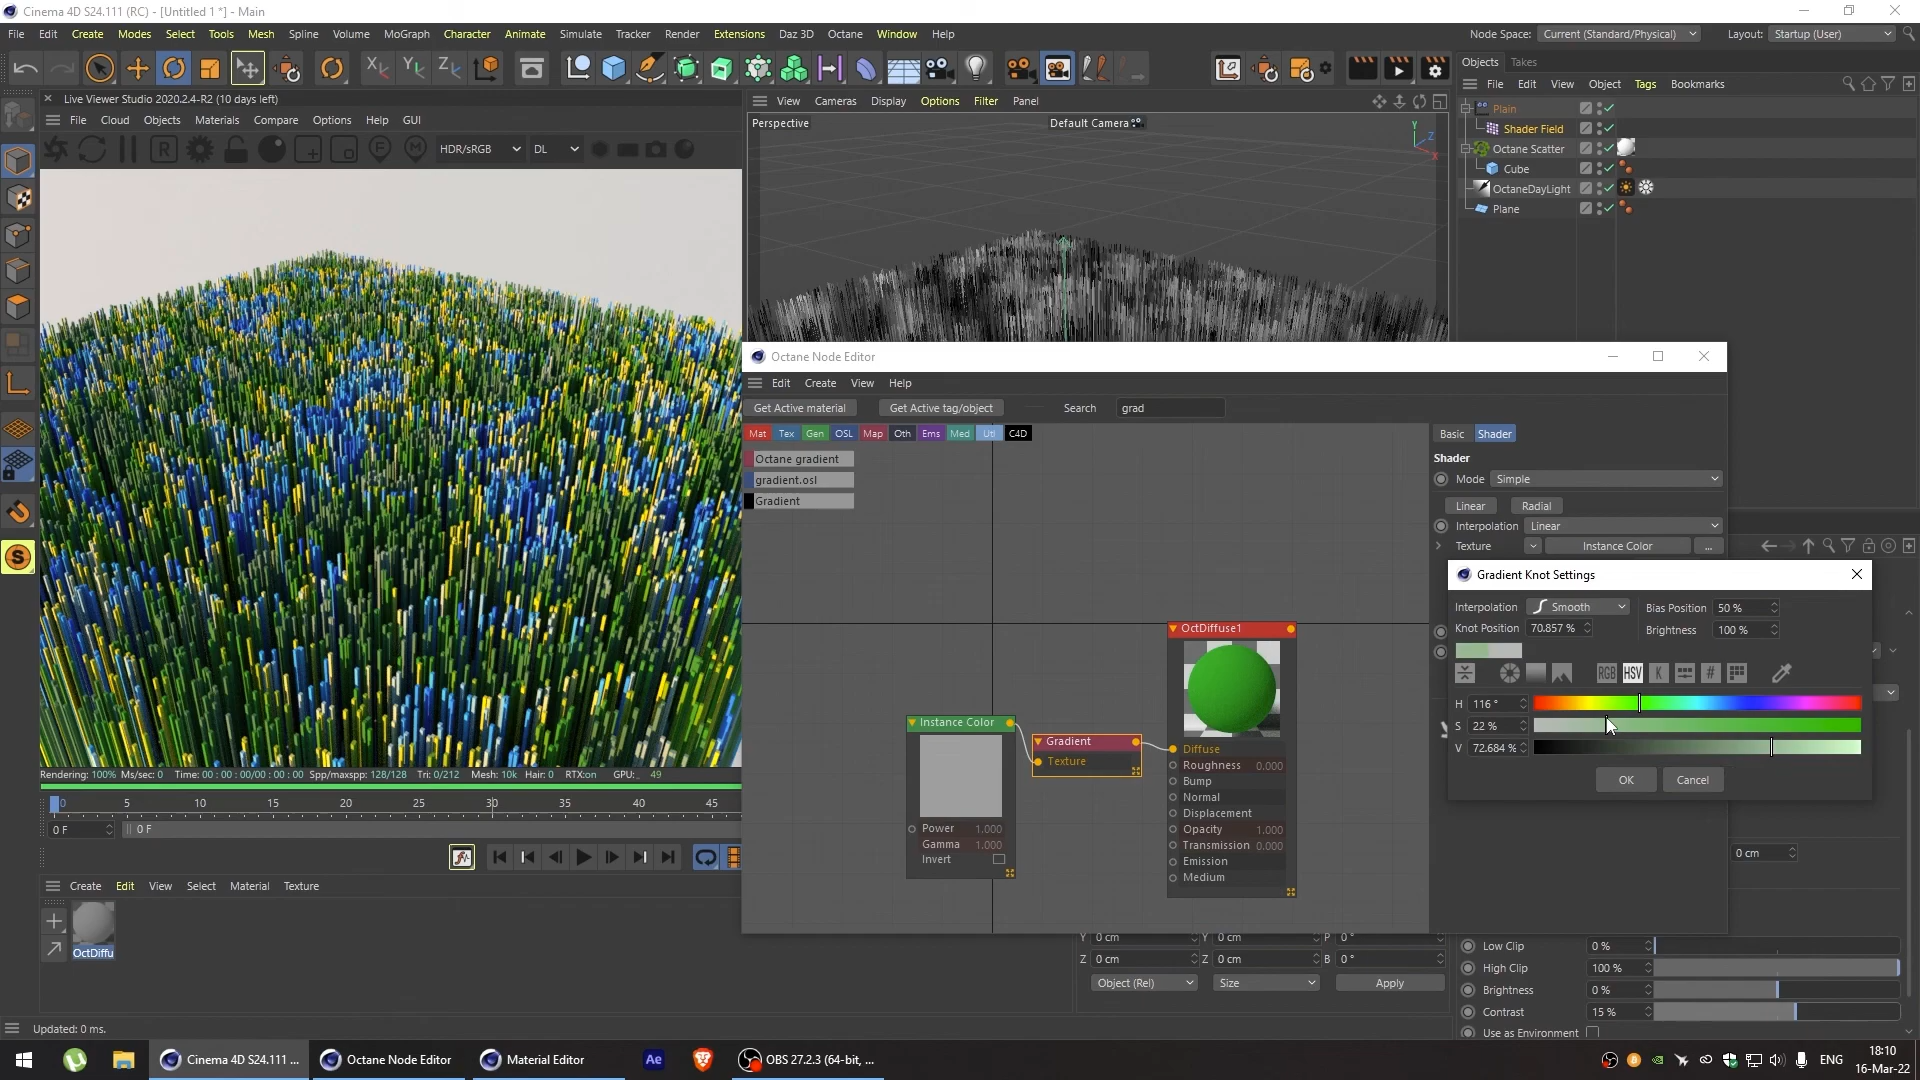 Cinema 4D S24.111 (RC) - [Untitled 1 *] - Main
File Edit Create Modes Select Tools Mesh Spline Volume MoGraph Character Animate Simulate Tracker Render Extensions Daz 3D Octane Window Help
Node Space: Current (Standard/Physical) Layout: Startup (User)
Objects Takes
File Edit View Object Tags Bookmarks
Plain
Shader Field
Octane Scatter
Cube
OctaneDayLight
Plane
Live Viewer Studio 2020.2.4-R2 (10 days left)
File Cloud Objects Materials Compare Options Help GUI
HDR/sRGB DL
View Cameras Display Options Filter Panel
Perspective Default Camera
Y
Z
X
Octane Node Editor
Edit Create View Help
Get Active material Get Active tag/object Search grad
Mat Tex Gen OSL Map Oth Ems Med Utl C4D
Octane gradient
gradient.osl
Gradient
Basic Shader
Shader
Mode Simple
Linear Radial
Interpolation Linear
Texture Instance Color ...
Gradient Knot Settings
Interpolation Smooth Bias Position 50 %
Knot Position 70.857 % Brightness 100 %
RGB HSV K #
H 116 °
S 22 %
V 72.684 %
OK Cancel
OctDiffuse1
Diffuse
Roughness 0.000
Bump
Normal
Displacement
Opacity 1.000
Transmission 0.000
Emission
Medium
Instance Color
Power 1.000
Gamma 1.000
Invert
Gradient
Texture
Rendering: 100% Ms/sec: 0 Time: 00 : 00 : 00/00 : 00 : 00 Spp/maxspp: 128/128 Tri: 0/212 Mesh: 10k Hair: 0 RTX:on GPU: 49
0 5 10 15 20 25 30 35 40 45
0 F 0 F
Create Edit View Select Material Texture
OctDiffu
Y 0 cm Y 0 cm P 0 °
Z 0 cm Z 0 cm B 0 °
Object (Rel) Size Apply
0 cm
Low Clip 0 %
High Clip 100 %
Brightness 0 %
Contrast 15 %
Use as Environment
Updated: 0 ms.
Cinema 4D S24.111 ... Octane Node Editor Material Editor Ae OBS 27.2.3 (64-bit, ...
ENG
18:10
16-Mar-22